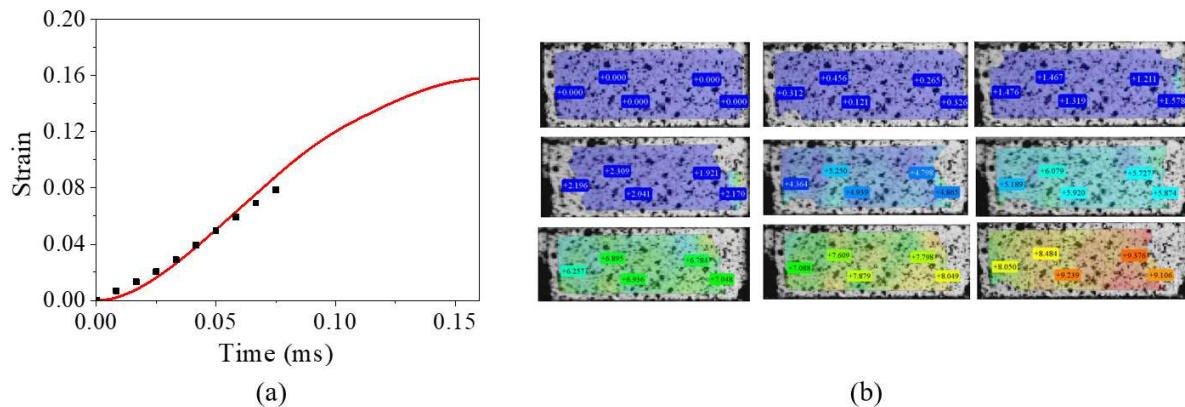 0.20
0.16
0.12
0.08
0.04
0.00
Strain
0.00 0.05 0.10 0.15
Time (ms)
(a)
+0.000 +0.000 +0.000 +0.000 +0.000
+0.312 +0.456 +0.121 +0.265 +0.326
+1.476 +1.467 +1.319 +1.211 +1.578
+2.196 +2.309 +2.041 +1.921 +2.170
+4.364 +5.250 +4.939 +4.798 +4.865
+5.189 +6.079 +5.920 +5.727 +5.874
+6.257 +6.895 +6.936 +6.784 +7.048
+7.088 +7.609 +7.879 +7.798 +8.049
+8.050 +8.484 +9.239 +9.376 +9.106
(b)